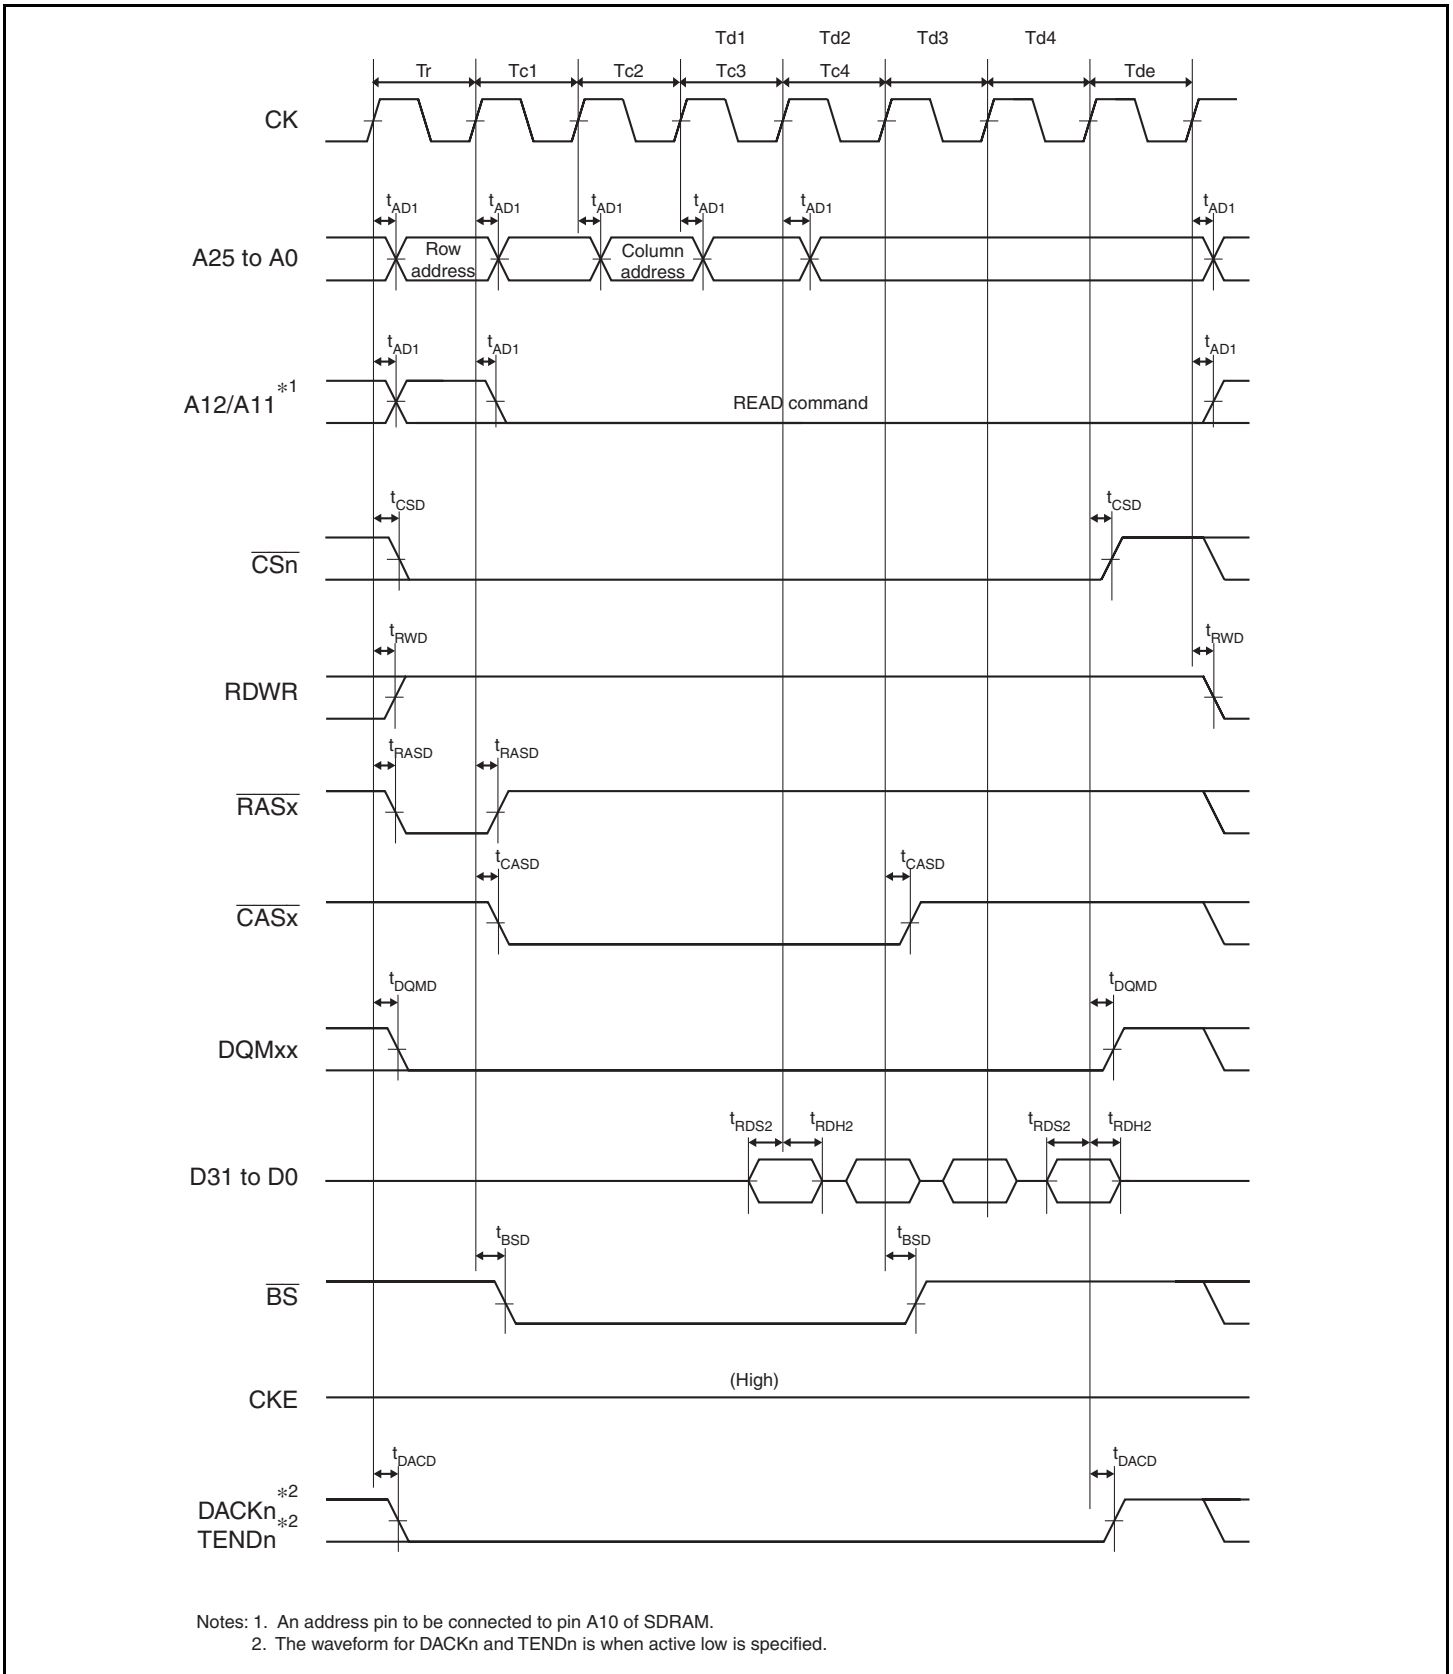 Td1 Td2 Td3 Td4
Tr Tc1 Tc2 Tc3 Tc4 Tde
CK
tAD1 tAD1 tAD1 tAD1 tAD1 tAD1
A25 to A0
Row address
Column address
tAD1 tAD1 tAD1
A12/A11*1
READ command
tCSD tCSD
CSn
tRWD tRWD
RDWR
tRASD tRASD
RASx
tCASD tCASD
CASx
tDQMD tDQMD
DQMxx
tRDS2 tRDH2 tRDS2 tRDH2
D31 to D0
tBSD tBSD
BS
(High)
CKE
tDACD tDACD
DACKn*2
TENDn*2
Notes: 1. An address pin to be connected to pin A10 of SDRAM.
2. The waveform for DACKn and TENDn is when active low is specified.